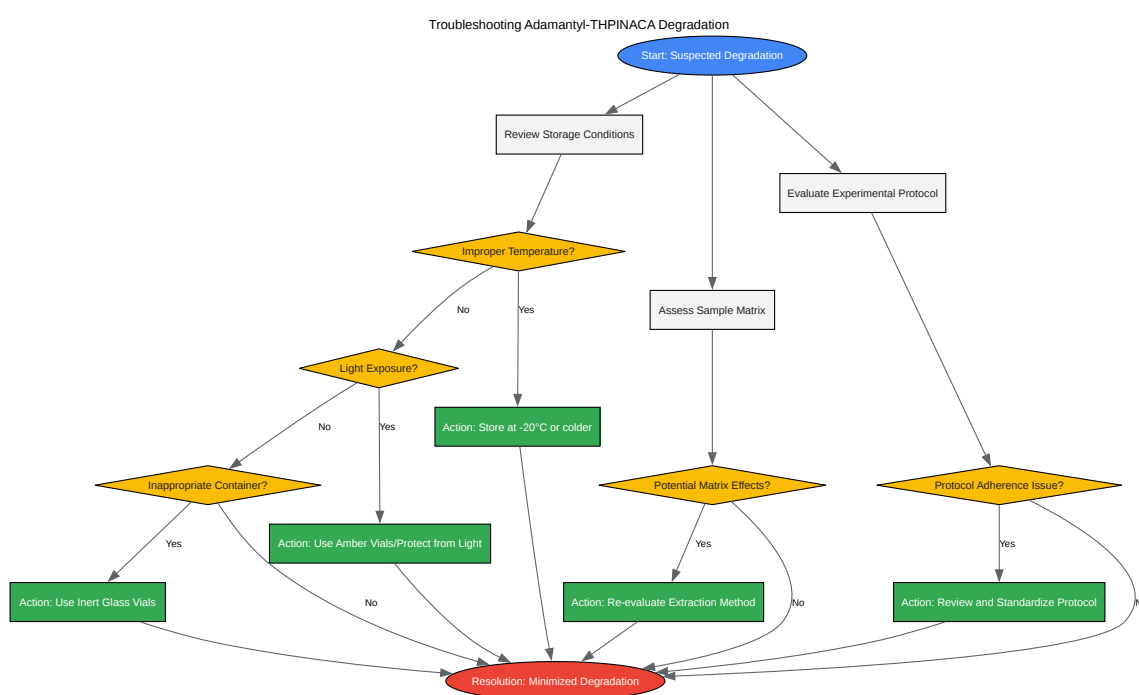 Troubleshooting Adamantyl-THPINACA Degradation
Start: Suspected Degradation
Review Storage Conditions
Evaluate Experimental Protocol
Improper Temperature?
Assess Sample Matrix
No
Yes
Light Exposure?
Action: Store at -20°C or colder
No
Yes
Inappropriate Container?
Potential Matrix Effects?
Protocol Adherence Issue?
Yes
Action: Use Amber Vials/Protect from Light
Yes
Yes
Action: Use Inert Glass Vials
No
Action: Re-evaluate Extraction Method
No
Action: Review and Standardize Protocol
Resolution: Minimized Degradation